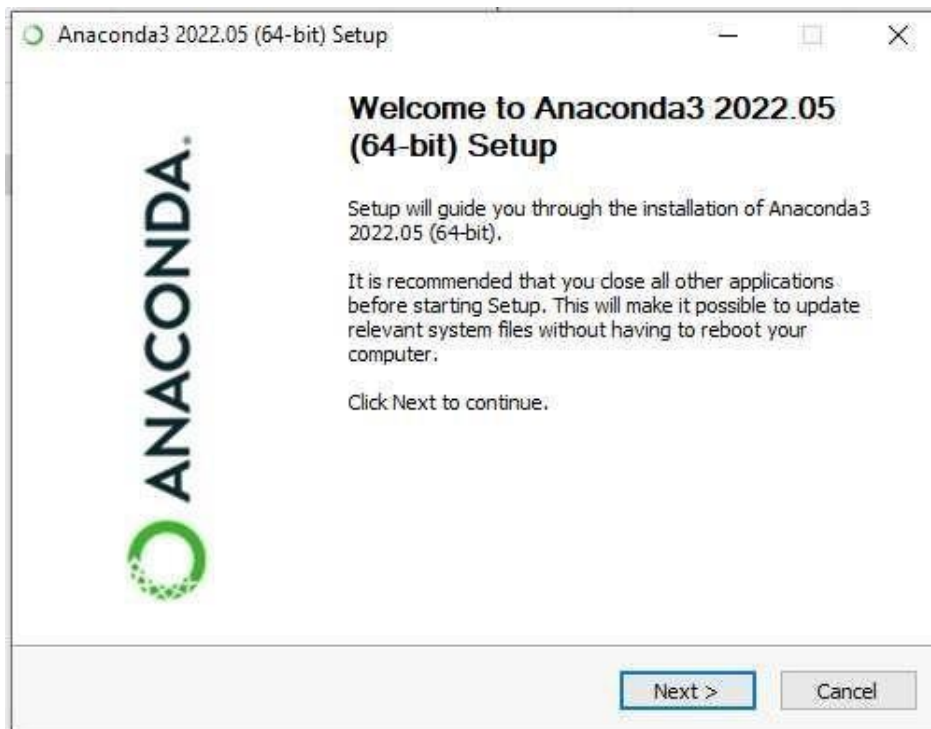 Anaconda3 2022.05 (64-bit) Setup
Welcome to Anaconda3 2022.05
(64-bit) Setup
Setup will guide you through the installation of Anaconda3
2022.05 (64-bit).
It is recommended that you close all other applications
before starting Setup. This will make it possible to update
relevant system files without having to reboot your
computer.
Click Next to continue.
ANACONDA.
Next >
Cancel